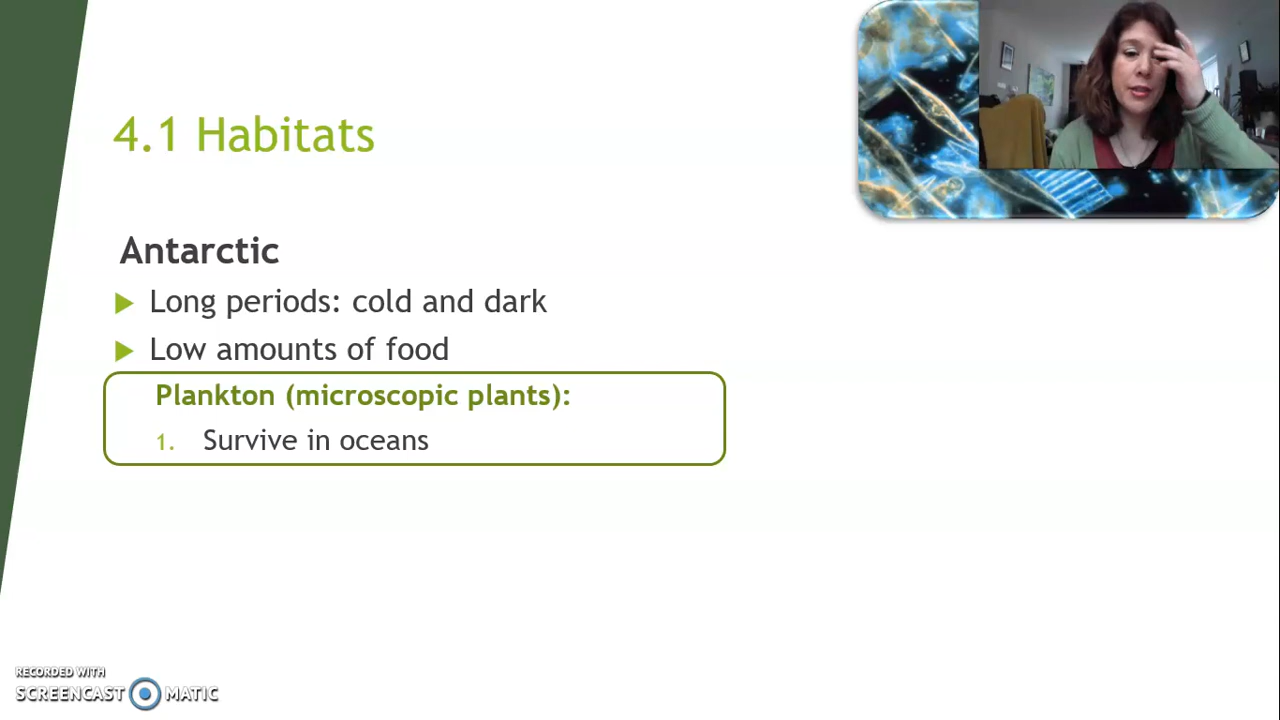 4.1 Habitats
Antarctic
Long periods: cold and dark
Low amounts of food
Plankton (microscopic plants):
1. Survive in oceans
RECORDED WITH
SCREENCAST MATIC